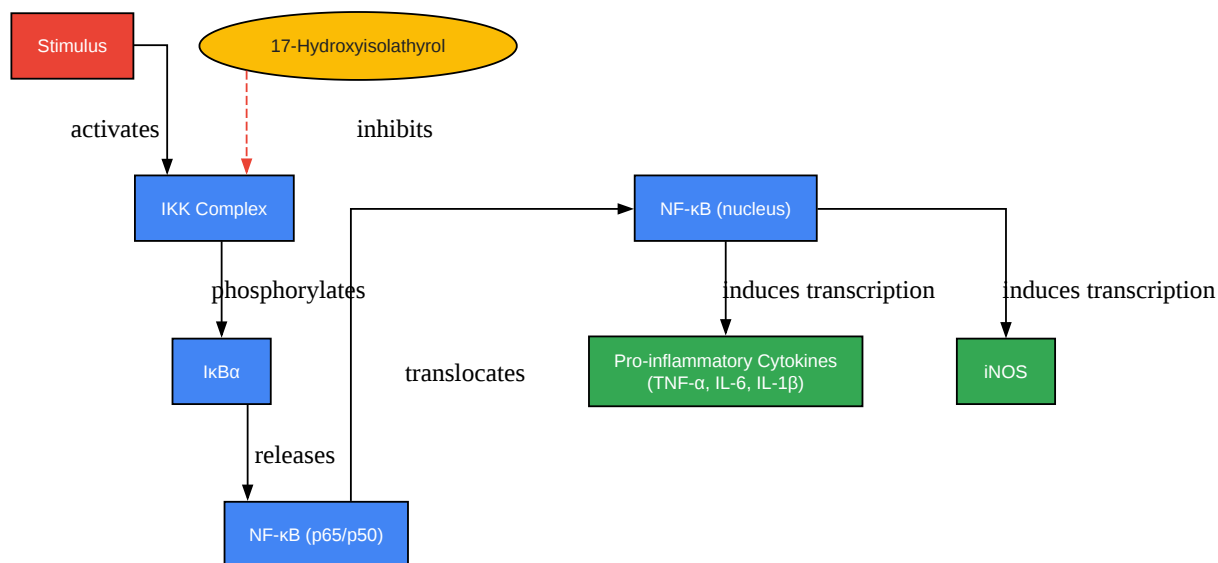 Stimulus
17-Hydroxyisolathyrol
activates
inhibits
IKK Complex
NF-κB (nucleus)
phosphorylates
induces transcription
induces transcription
IκBα
translocates
Pro-inflammatory Cytokines
(TNF-α, IL-6, IL-1β)
iNOS
releases
NF-κB (p65/p50)